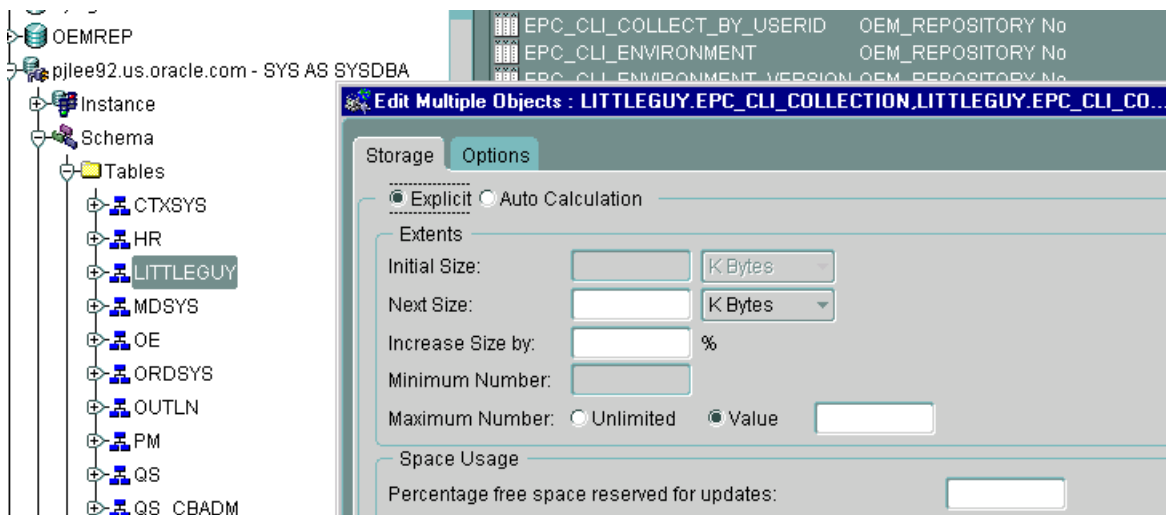 OEMREP
pjlee92.us.oracle.com - SYS AS SYSDBA
Instance
Schema
Tables
CTXSYS
HR
LITTLEGUY
MDSYS
OE
ORDSYS
OUTLN
PM
QS
QS_CBADM
EPC_CLI_COLLECT_BY_USERID OEM_REPOSITORY No
EPC_CLI_ENVIRONMENT OEM_REPOSITORY No
EPC_CLI_ENVIRONMENT_VERSION OEM_REPOSITORY No
Edit Multiple Objects : LITTLEGUY.EPC_CLI_COLLECTION,LITTLEGUY.EPC_CLI_CO...
Storage Options
Explicit Auto Calculation
Extents
Initial Size: K Bytes
Next Size: K Bytes
Increase Size by: %
Minimum Number:
Maximum Number: Unlimited Value
Space Usage
Percentage free space reserved for updates: